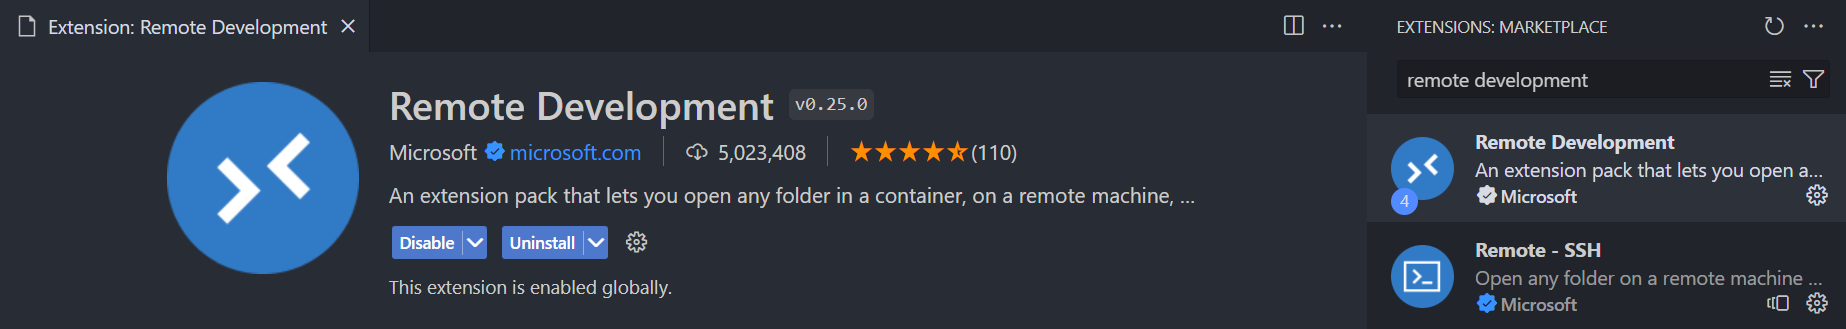 Extension: Remote Development
Remote Development v0.25.0
Microsoft microsoft.com 5,023,408 (110)
An extension pack that lets you open any folder in a container, on a remote machine, ...
Disable Uninstall
This extension is enabled globally.
EXTENSIONS: MARKETPLACE
remote development
Remote Development
An extension pack that lets you open a...
4 Microsoft
Remote - SSH
Open any folder on a remote machine ...
Microsoft